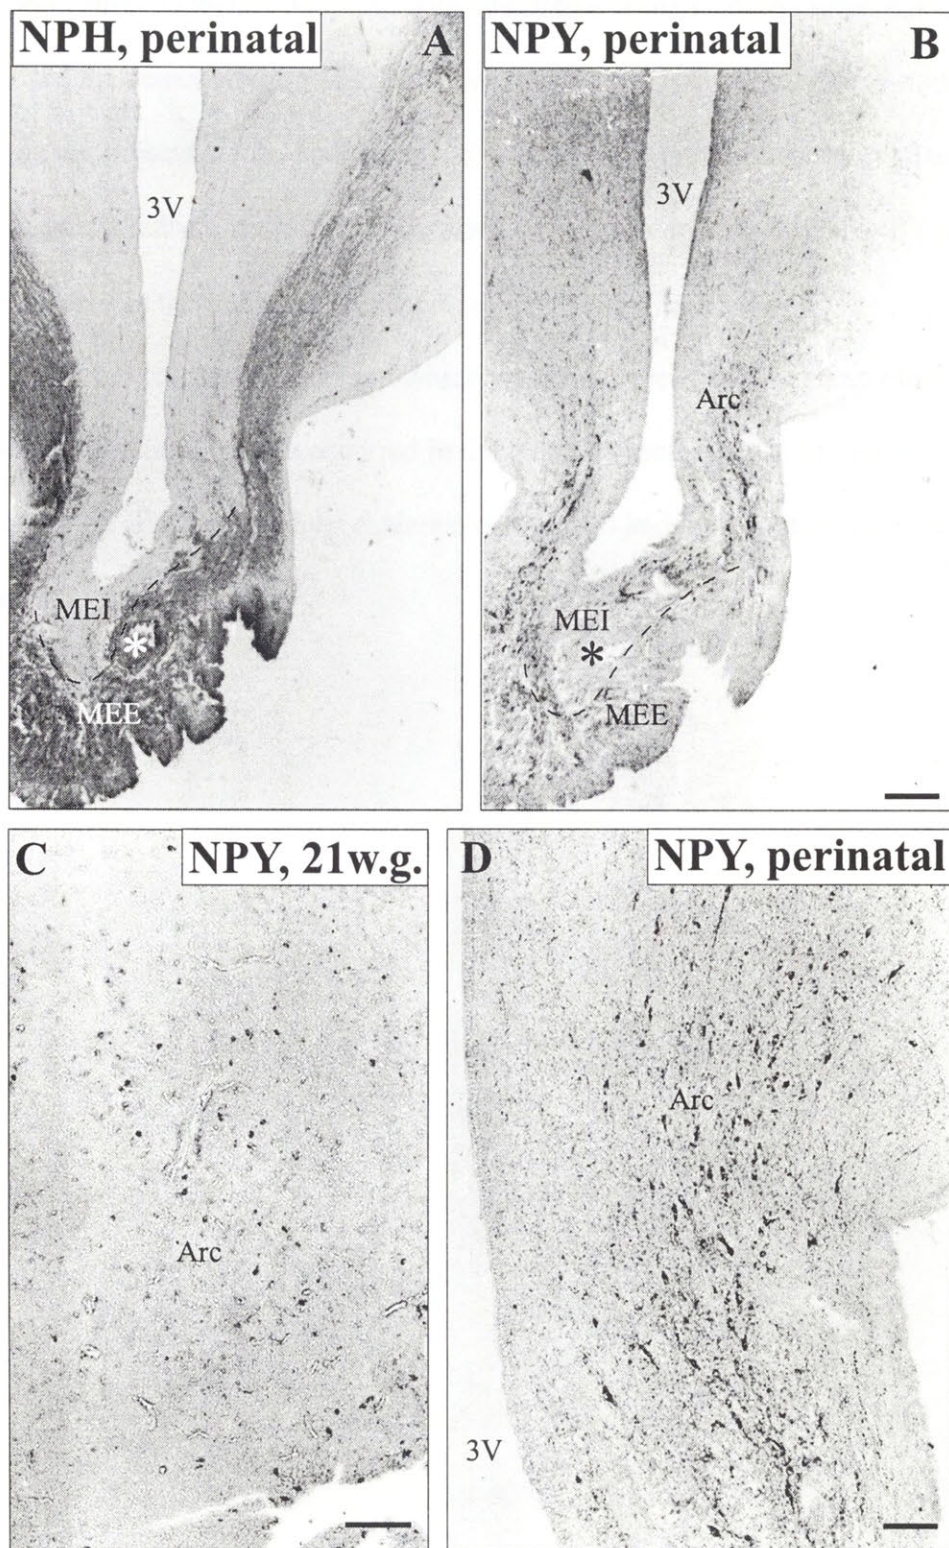 NPH, perinatal
A
3V
MEI
*
MEE
NPY, perinatal
B
3V
Arc
MEI
*
MEE
C
NPY, 21w.g.
Arc
D
NPY, perinatal
Arc
3V